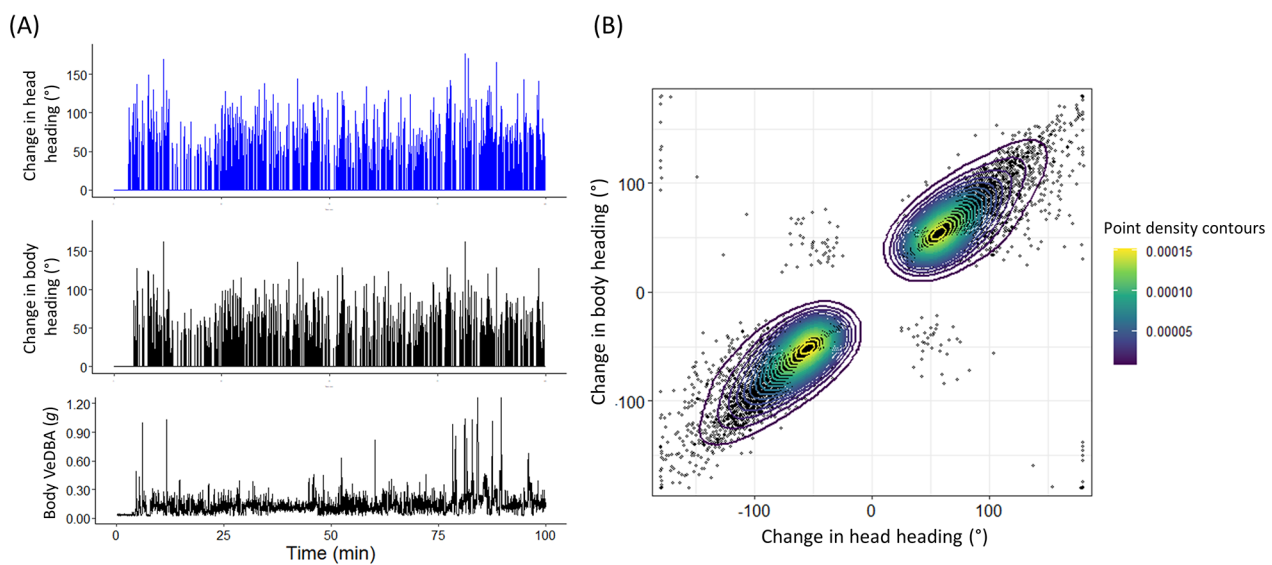 (A)
Change in head
heading (°)
150
100
50
0
Change in body
heading (°)
150
100
50
0
Body VeDBA (g)
1.20
0.90
0.60
0.30
0.00
0 25 50 75 100
Time (min)
(B)
Change in body heading (°)
100
0
-100
-100 0 100
Change in head heading (°)
Point density contours
0.00015
0.00010
0.00005